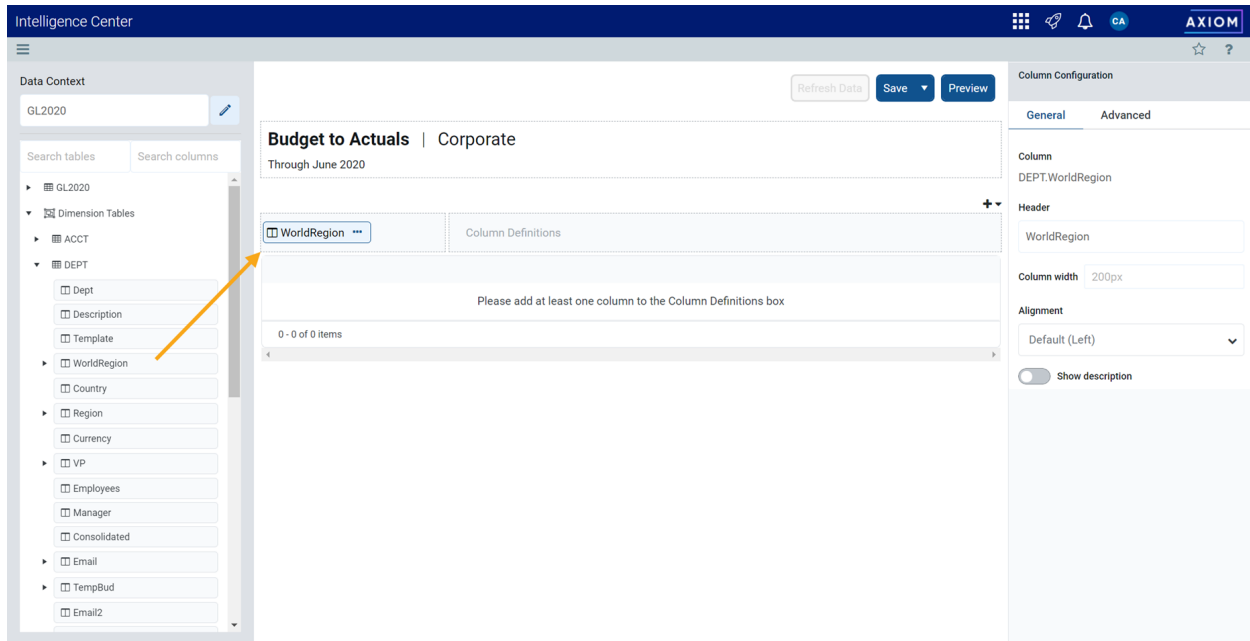 Intelligence Center
CA
AXIOM
?
Data Context
GL2020
Search tables
Search columns
GL2020
Dimension Tables
ACCT
DEPT
Dept
Description
Template
WorldRegion
Country
Region
Currency
VP
Employees
Manager
Consolidated
Email
TempBud
Email2
Refresh Data
Save
Preview
Budget to Actuals | Corporate
Through June 2020
WorldRegion
Column Definitions
Please add at least one column to the Column Definitions box
0 - 0 of 0 items
Column Configuration
General
Advanced
Column
DEPT.WorldRegion
Header
WorldRegion
Column width 200px
Alignment
Default (Left)
Show description